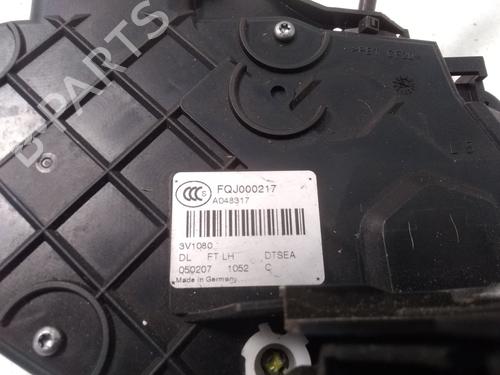 B-PARTS
FQJ000217
A048317
3V1080
DL FT LH DTSEA
050207 1052 C
Made in Germany